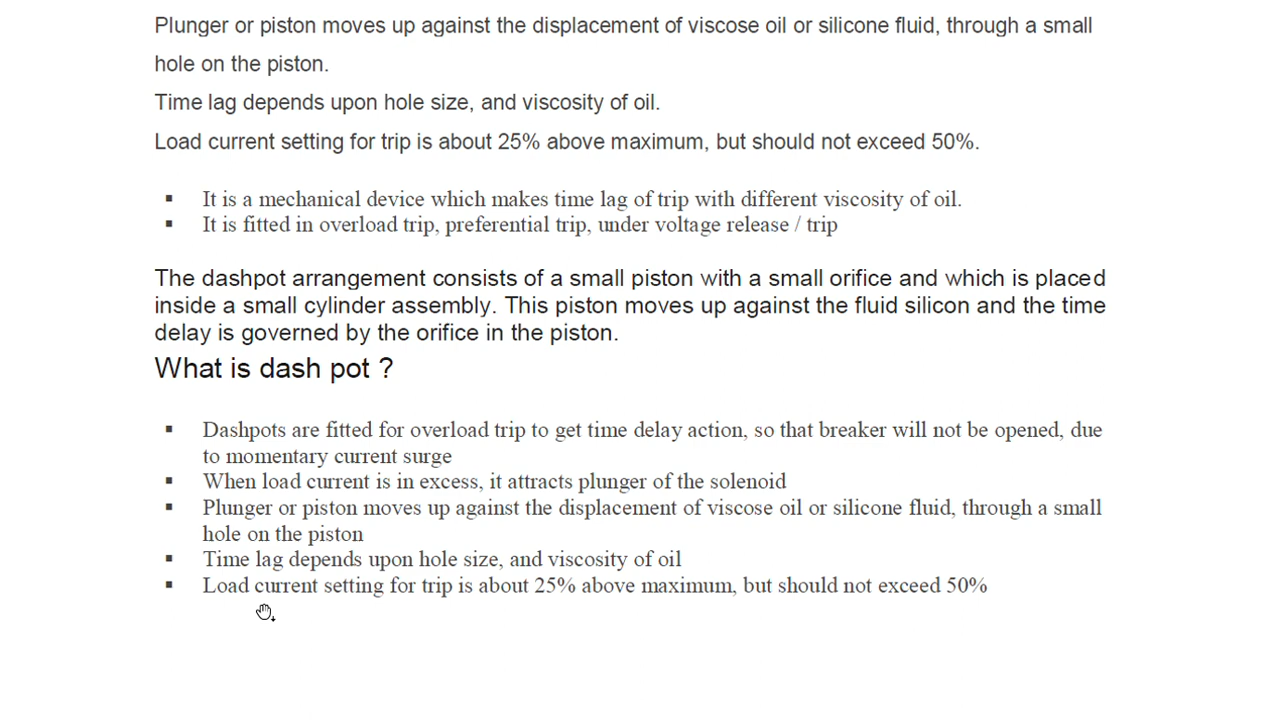 Plunger or piston moves up against the displacement of viscose oil or silicone fluid, through a small
hole on the piston.
Time lag depends upon hole size, and viscosity of oil.
Load current setting for trip is about 25% above maximum, but should not exceed 50%.
▪ It is a mechanical device which makes time lag of trip with different viscosity of oil.
▪ It is fitted in overload trip, preferential trip, under voltage release / trip
The dashpot arrangement consists of a small piston with a small orifice and which is placed
inside a small cylinder assembly. This piston moves up against the fluid silicon and the time
delay is governed by the orifice in the piston.
What is dash pot ?
▪ Dashpots are fitted for overload trip to get time delay action, so that breaker will not be opened, due
to momentary current surge
▪ When load current is in excess, it attracts plunger of the solenoid
▪ Plunger or piston moves up against the displacement of viscose oil or silicone fluid, through a small
hole on the piston
▪ Time lag depends upon hole size, and viscosity of oil
▪ Load current setting for trip is about 25% above maximum, but should not exceed 50%